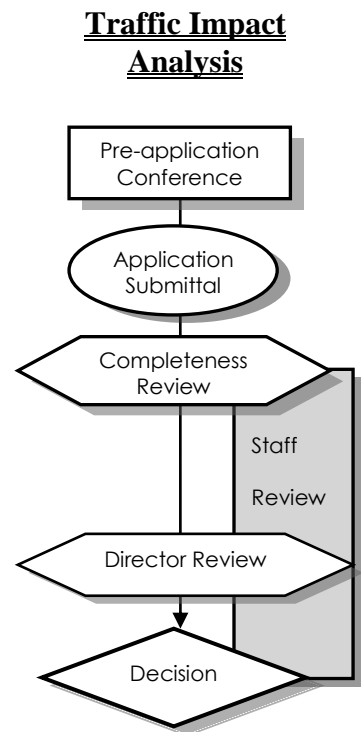 Traffic Impact
Analysis
Pre-application
Conference
Application
Submittal
Completeness
Review
Staff
Review
Director Review
Decision